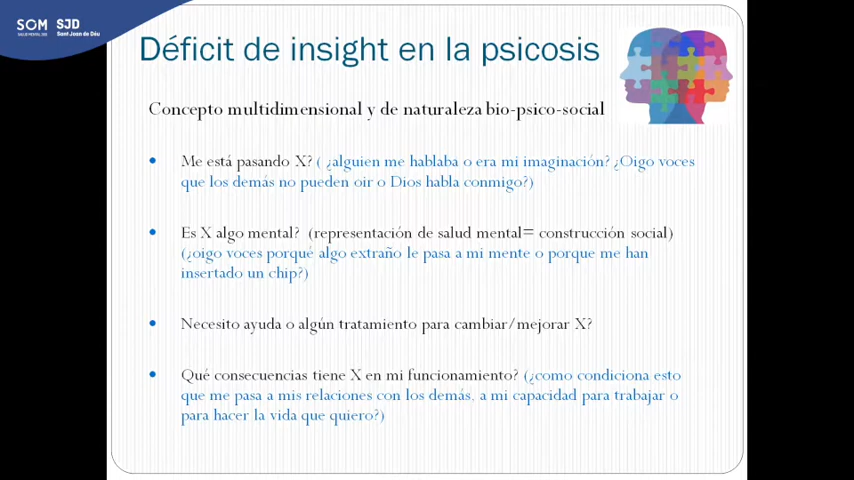 SOM
SALUD MENTAL 360
SJD
Sant Joan de Déu
Déficit de insight en la psicosis
Concepto multidimensional y de naturaleza bio-psico-social
• Me está pasando X? ( ¿alguien me hablaba o era mi imaginación? ¿Oigo voces
que los demás no pueden oir o Dios habla conmigo?)
• Es X algo mental? (representación de salud mental= construcción social)
(¿oigo voces porqué algo extraño le pasa a mi mente o porque me han
insertado un chip?)
• Necesito ayuda o algún tratamiento para cambiar/mejorar X?
• Qué consecuencias tiene X en mi funcionamiento? (¿como condiciona esto
que me pasa a mis relaciones con los demás, a mi capacidad para trabajar o
para hacer la vida que quiero?)